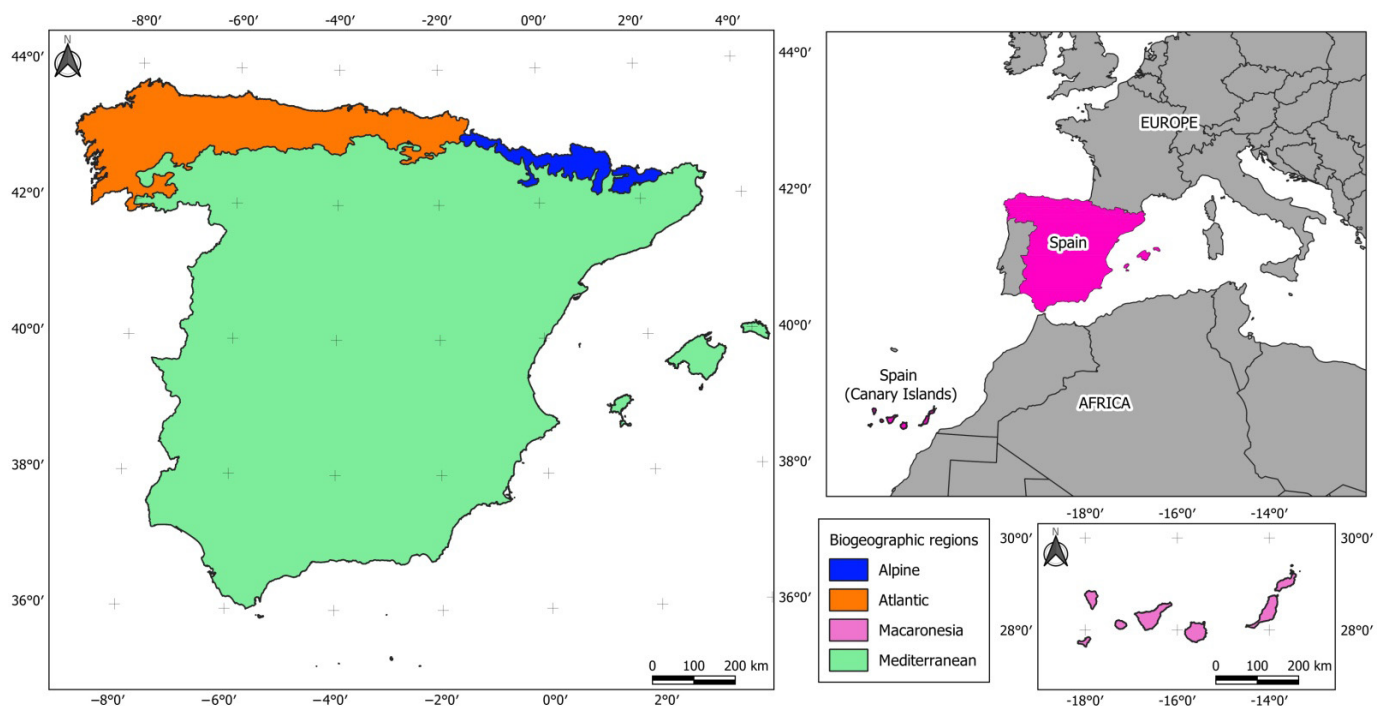 -8°0′ -6°0′ -4°0′ -2°0′ 0°0′ 2°0′ 4°0′
44°0′
N
42°0′
40°0′
38°0′
36°0′
0 100 200 km
-8°0′ -6°0′ -4°0′ -2°0′ 0°0′ 2°0′
44°0′
42°0′
40°0′
38°0′
36°0′
EUROPE
Spain
Spain
(Canary Islands)
AFRICA
Biogeographic regions
Alpine
Atlantic
Macaronesia
Mediterranean
-18°0′ -16°0′ -14°0′
N
30°0′ 30°0′
28°0′ 28°0′
0 100 200 km
-18°0′ -16°0′ -14°0′